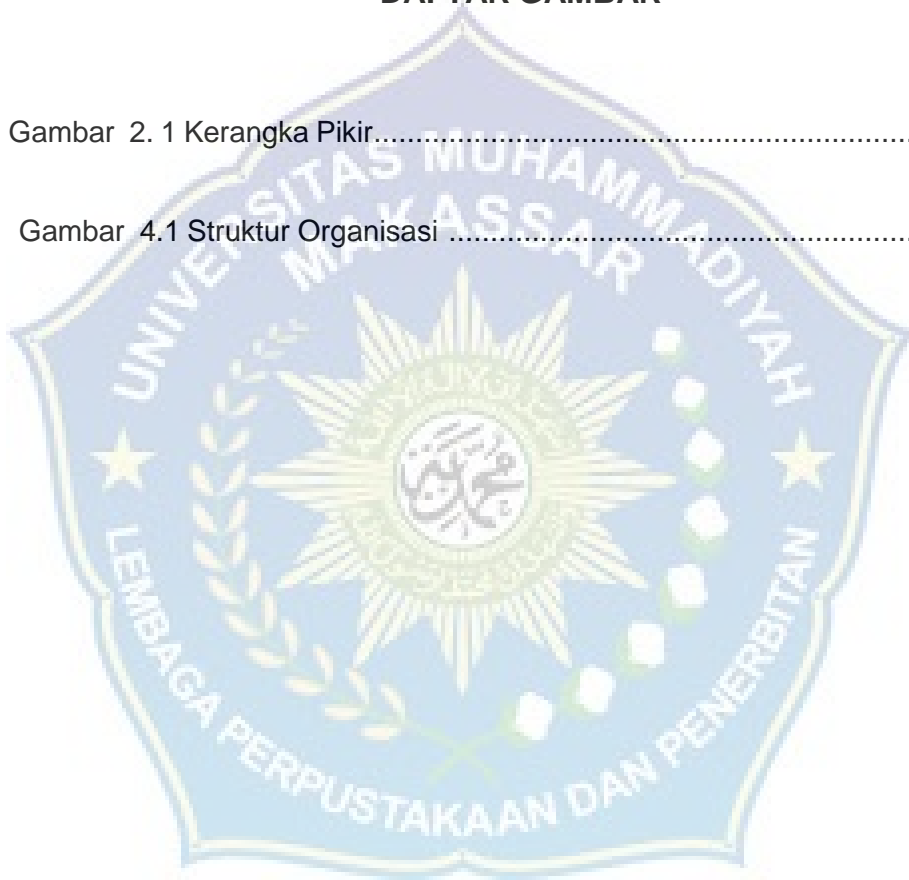 DAFTAR GAMBAR
Gambar 2. 1 Kerangka Pikir........................................................................
Gambar 4.1 Struktur Organisasi ...............................................................
UNIVERSITAS MUHAMMADIYAH
MAKASSAR
LEMBAGA PERPUSTAKAAN DAN PENERBITAN